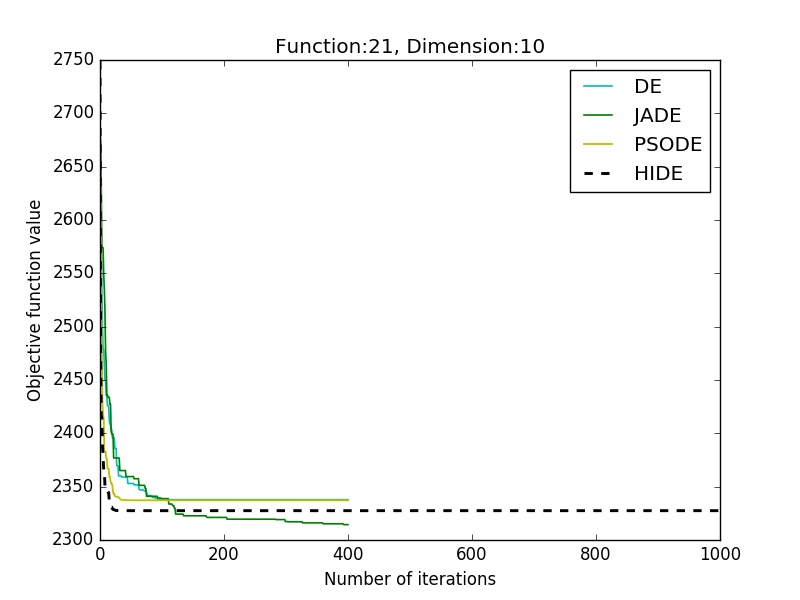 Function:21, Dimension:10
2750
2700
2650
2600
2550
2500
2450
2400
2350
2300
Objective function value
DE
JADE
PSODE
HIDE
0 200 400 600 800 1000
Number of iterations